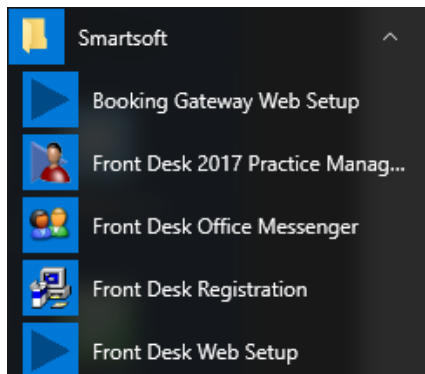 Smartsoft
Booking Gateway Web Setup
Front Desk 2017 Practice Manag...
Front Desk Office Messenger
Front Desk Registration
Front Desk Web Setup